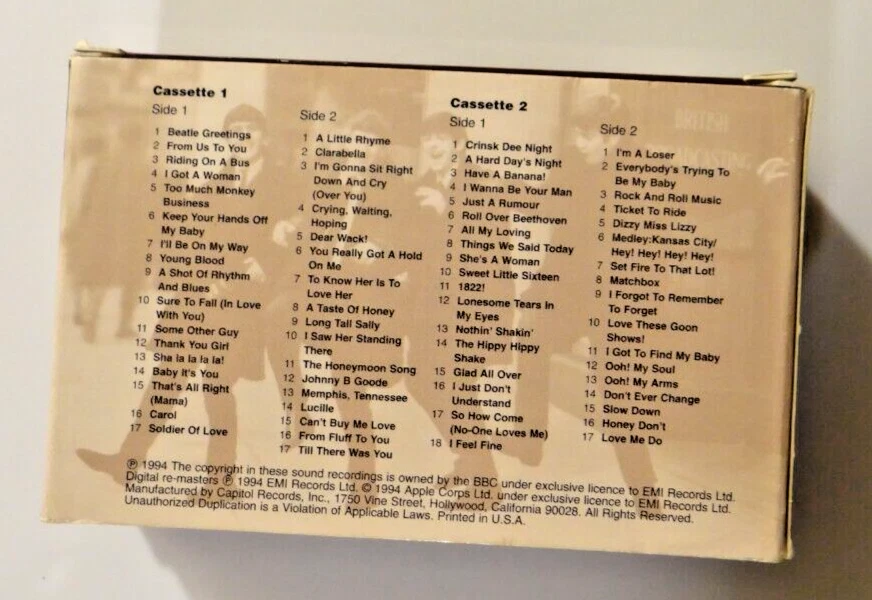 Cassette 1
Side 1
1 Beatle Greetings
2 From Us To You
3 Riding On A Bus
4 I Got A Woman
5 Too Much Monkey
Business
6 Keep Your Hands Off
My Baby
7 I'll Be On My Way
8 Young Blood
9 A Shot Of Rhythm
And Blues
10 Sure To Fall (In Love
With You)
11 Some Other Guy
12 Thank You Girl
13 Sha la la la la!
14 Baby It's You
15 That's All Right
(Mama)
16 Carol
17 Soldier Of Love
Side 2
1 A Little Rhyme
2 Clarabella
3 I'm Gonna Sit Right
Down And Cry
(Over You)
4 Crying, Waiting,
Hoping
5 Dear Wack!
6 You Really Got A Hold
On Me
7 To Know Her Is To
Love Her
8 A Taste Of Honey
9 Long Tall Sally
10 I Saw Her Standing
There
11 The Honeymoon Song
12 Johnny B Goode
13 Memphis, Tennessee
14 Lucille
15 Can't Buy Me Love
16 From Fluff To You
17 Till There Was You
Cassette 2
Side 1
1 Crinsk Dee Night
2 A Hard Day's Night
3 Have A Banana!
4 I Wanna Be Your Man
5 Just A Rumour
6 Roll Over Beethoven
7 All My Loving
8 Things We Said Today
9 She's A Woman
10 Sweet Little Sixteen
11 1822!
12 Lonesome Tears In
My Eyes
13 Nothin' Shakin'
14 The Hippy Hippy
Shake
15 Glad All Over
16 I Just Don't
Understand
17 So How Come
(No-One Loves Me)
18 I Feel Fine
Side 2
1 I'm A Loser
2 Everybody's Trying To
Be My Baby
3 Rock And Roll Music
4 Ticket To Ride
5 Dizzy Miss Lizzy
6 Medley:Kansas City/
Hey! Hey! Hey! Hey!
7 Set Fire To That Lot!
8 Matchbox
9 I Forgot To Remember
To Forget
10 Love These Goon
Shows!
11 I Got To Find My Baby
12 Ooh! My Soul
13 Ooh! My Arms
14 Don't Ever Change
15 Slow Down
16 Honey Don't
17 Love Me Do
℗ 1994 The copyright in these sound recordings is owned by the BBC under exclusive licence to EMI Records Ltd.
Digital re-masters ℗ 1994 EMI Records Ltd. © 1994 Apple Corps Ltd. under exclusive licence to EMI Records Ltd.
Manufactured by Capitol Records, Inc., 1750 Vine Street, Hollywood, California 90028. All Rights Reserved.
Unauthorized Duplication is a Violation of Applicable Laws. Printed in U.S.A.